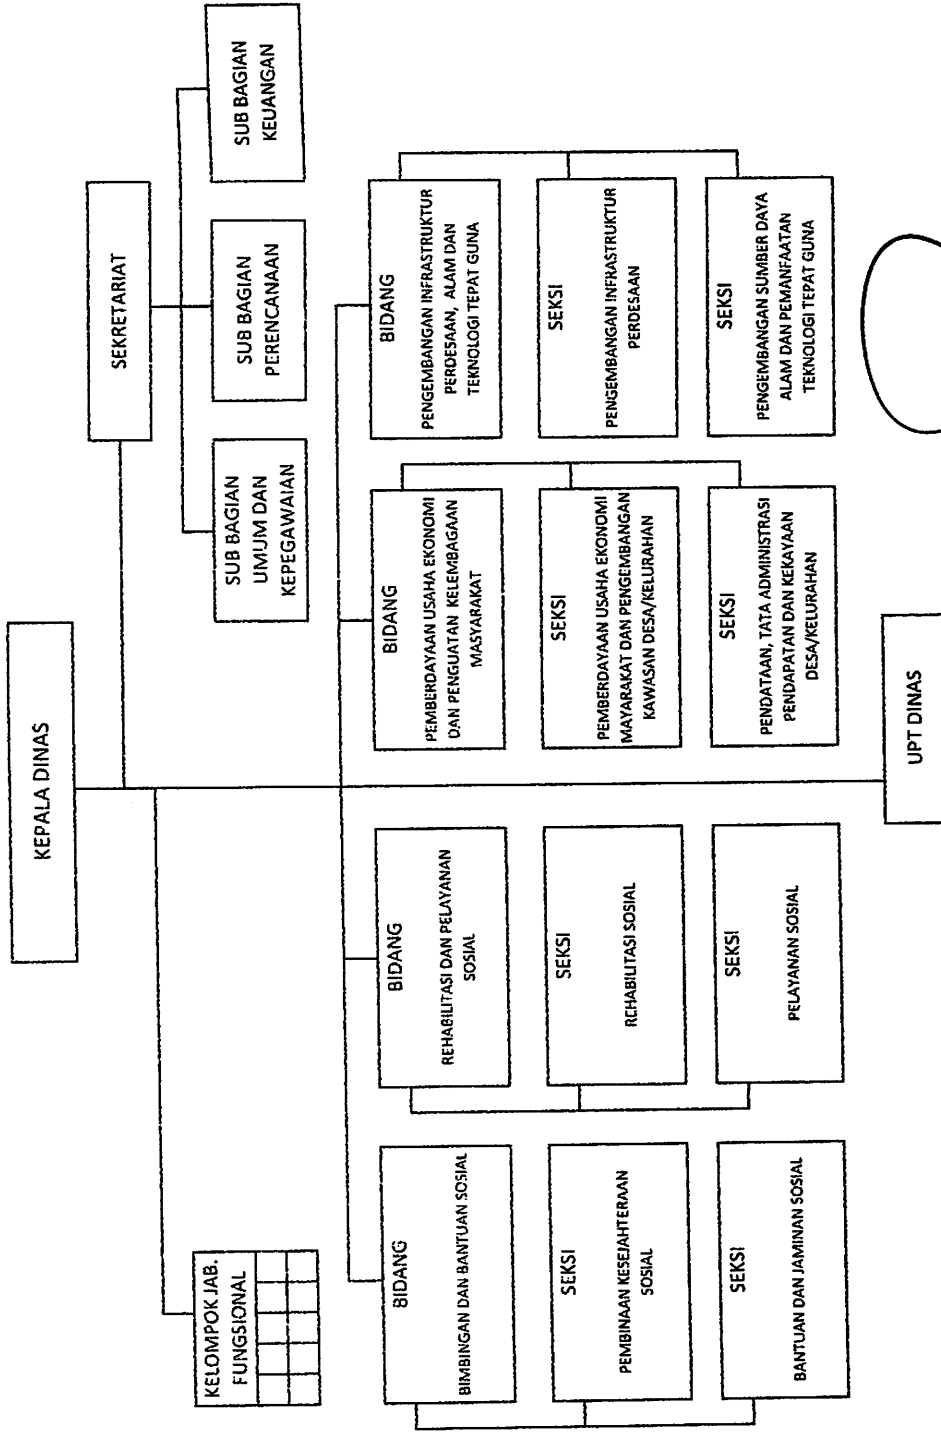 KEPALA DINAS
SEKRETARIAT
KELOMPOK JAB.
FUNGSIONAL
SUB BAGIAN
UMUM DAN
KEPEGAWAIAN
SUB BAGIAN
PERENCANAAN
SUB BAGIAN
KEUANGAN
BIDANG
BIMBINGAN DAN BANTUAN SOSIAL
SEKSI
PEMBINAAN KESEJAHTERAAN
SOSIAL
SEKSI
BANTUAN DAN JAMINAN SOSIAL
BIDANG
REHABILITASI DAN PELAYANAN
SOSIAL
SEKSI
REHABILITASI SOSIAL
SEKSI
PELAYANAN SOSIAL
BIDANG
PEMBERDAYAAN USAHA EKONOMI
DAN PENGUATAN KELEMBAGAAN
MASYARAKAT
SEKSI
PEMBERDAYAAN USAHA EKONOMI
MAYARAKAT DAN PENGEMBANGAN
KAWASAN DESA/KELURAHAN
SEKSI
PENDATAAN, TATA ADMINISTRASI
PENDAPATAN DAN KEKAYAAN
DESA/KELURAHAN
BIDANG
PENGEMBANGAN INFRASTRUKTUR
PERDESAAN, ALAM DAN
TEKNOLOGI TEPAT GUNA
SEKSI
PENGEMBANGAN INFRASTRUKTUR
PERDESAAN
SEKSI
PENGEMBANGAN SUMBER DAYA
ALAM DAN PEMANFAATAN
TEKNOLOGI TEPAT GUNA
UPT DINAS